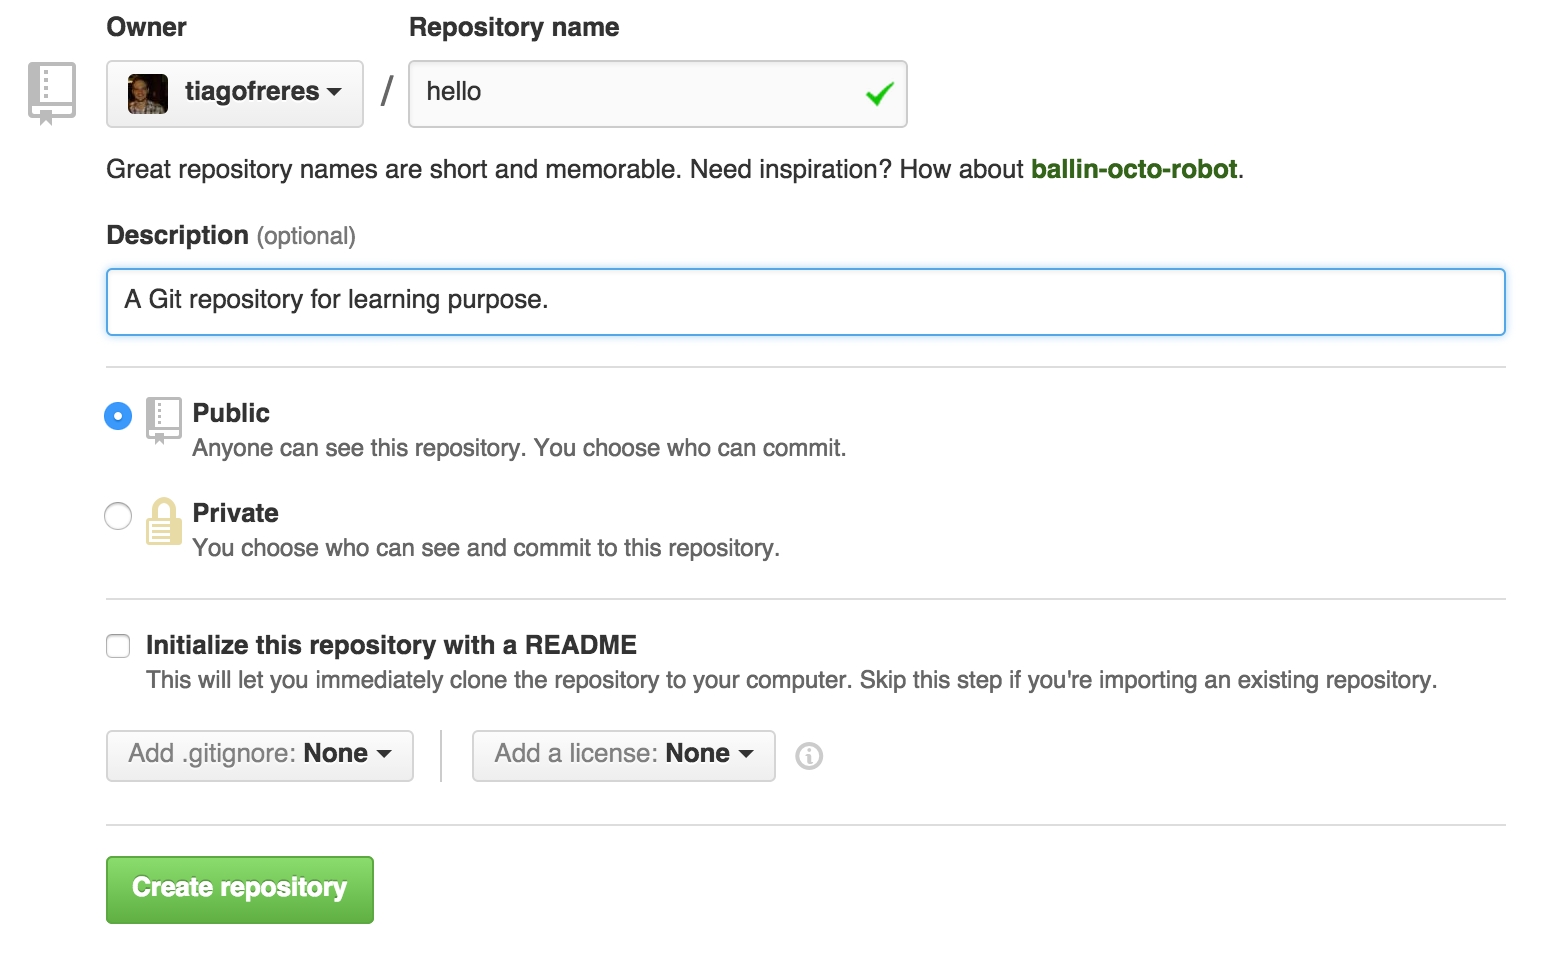 Owner
Repository name
tiagofreres / hello
Great repository names are short and memorable. Need inspiration? How about ballin-octo-robot.
Description (optional)
A Git repository for learning purpose.
Public
Anyone can see this repository. You choose who can commit.
Private
You choose who can see and commit to this repository.
Initialize this repository with a README
This will let you immediately clone the repository to your computer. Skip this step if you're importing an existing repository.
Add .gitignore: None
Add a license: None
Create repository